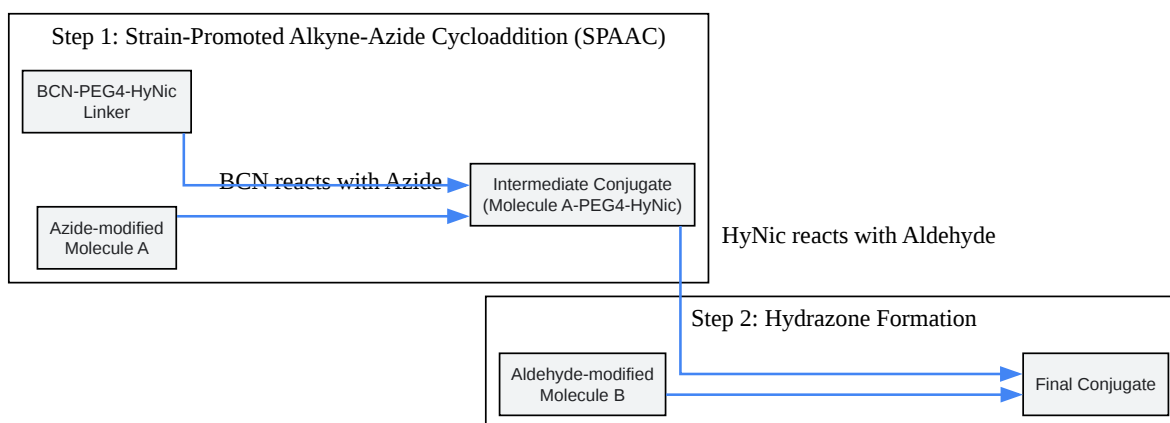 Step 1: Strain-Promoted Alkyne-Azide Cycloaddition (SPAAC)
BCN-PEG4-HyNic
Linker
BCN reacts with Azide
Intermediate Conjugate
(Molecule A-PEG4-HyNic)
Azide-modified
Molecule A
HyNic reacts with Aldehyde
Step 2: Hydrazone Formation
Aldehyde-modified
Molecule B
Final Conjugate